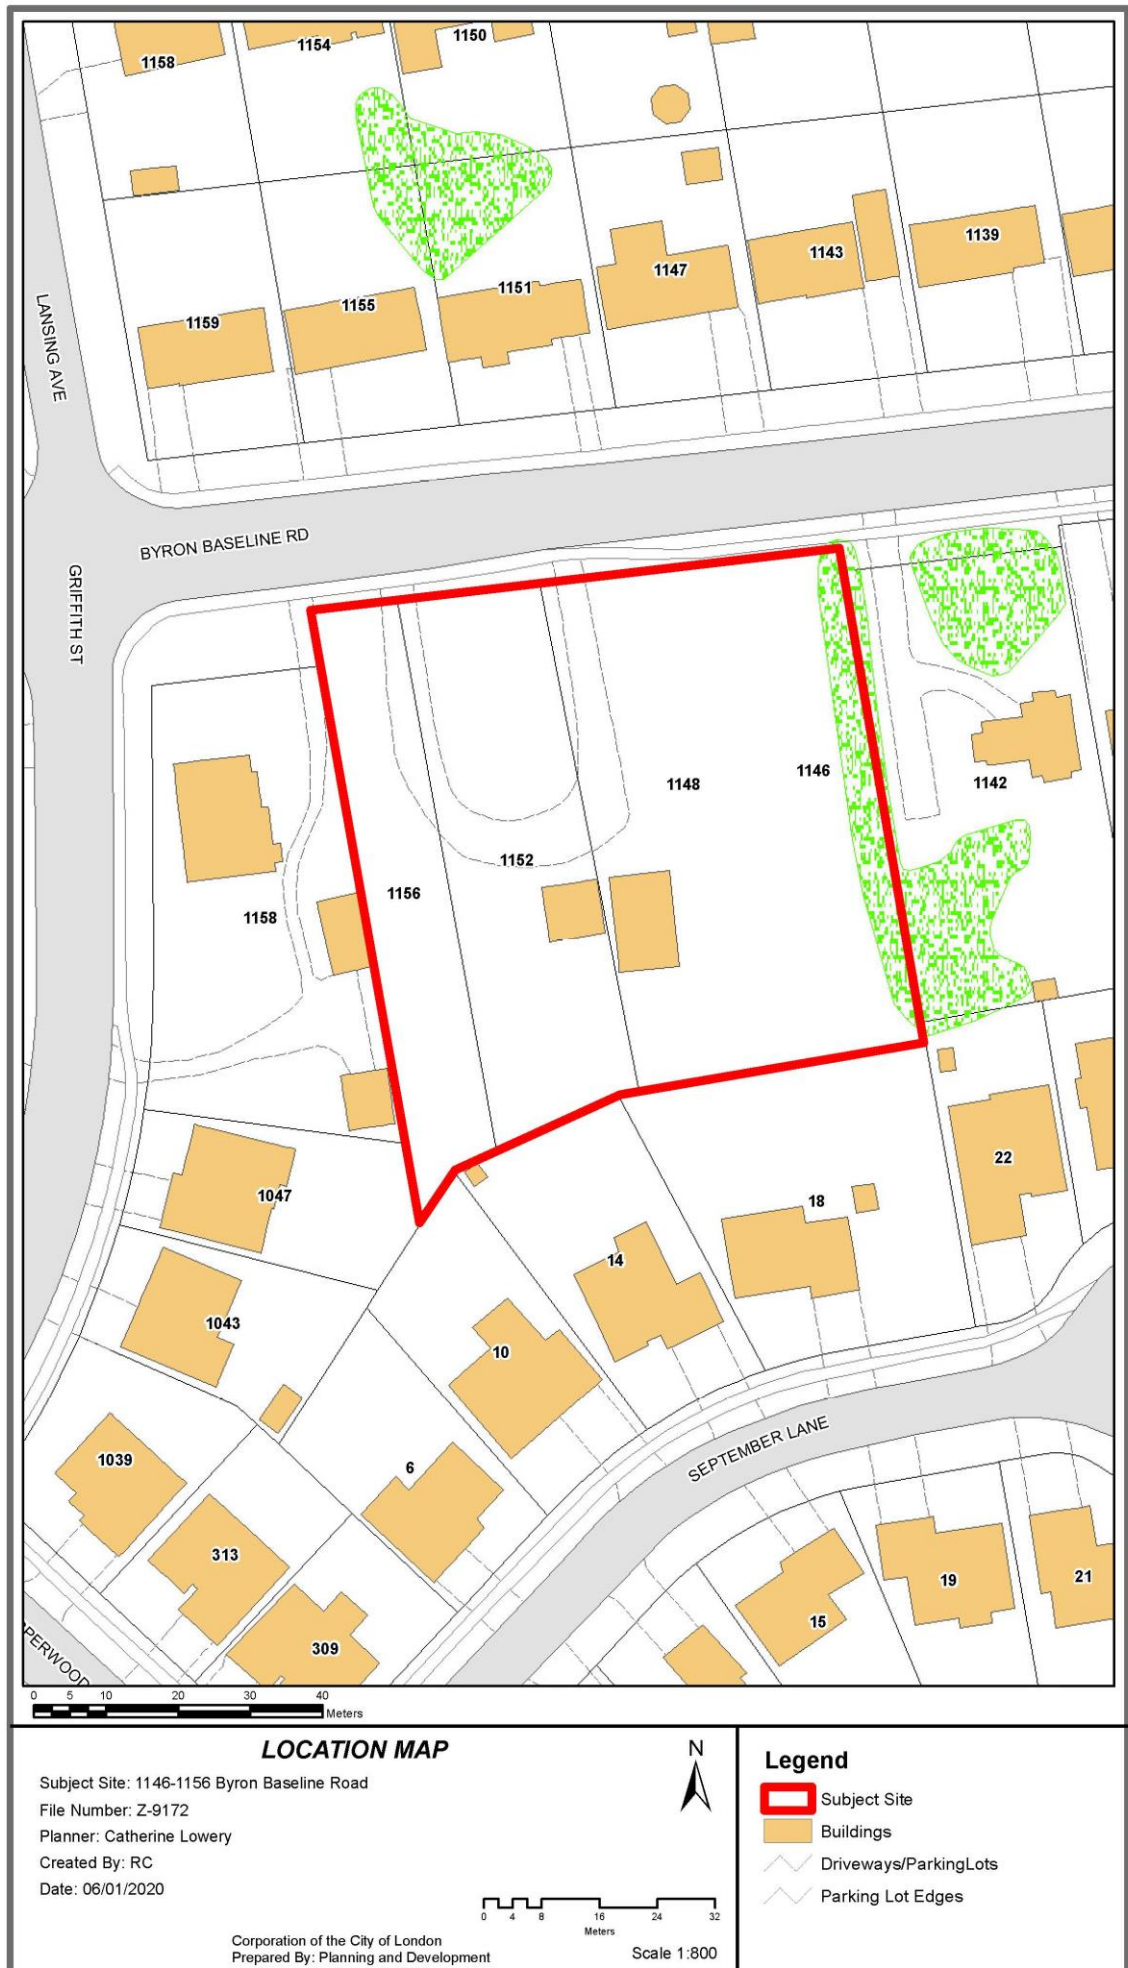 1158
1154
1150
LANSING AVE
1159
1155
1151
1147
1143
1139
BYRON BASELINE RD
GRIFFITH ST
1148
1146
1142
1152
1156
1158
1047
1043
1039
313
309
6
10
14
18
22
SEPTEMBER LANE
15
19
21
PERWOOD
0 5 10 20 30 40
Meters
LOCATION MAP
Subject Site: 1146-1156 Byron Baseline Road
File Number: Z-9172
Planner: Catherine Lowery
Created By: RC
Date: 06/01/2020
N
0 4 8 16 24 32
Meters
Corporation of the City of London
Prepared By: Planning and Development
Scale 1:800
Legend
Subject Site
Buildings
Driveways/ParkingLots
Parking Lot Edges